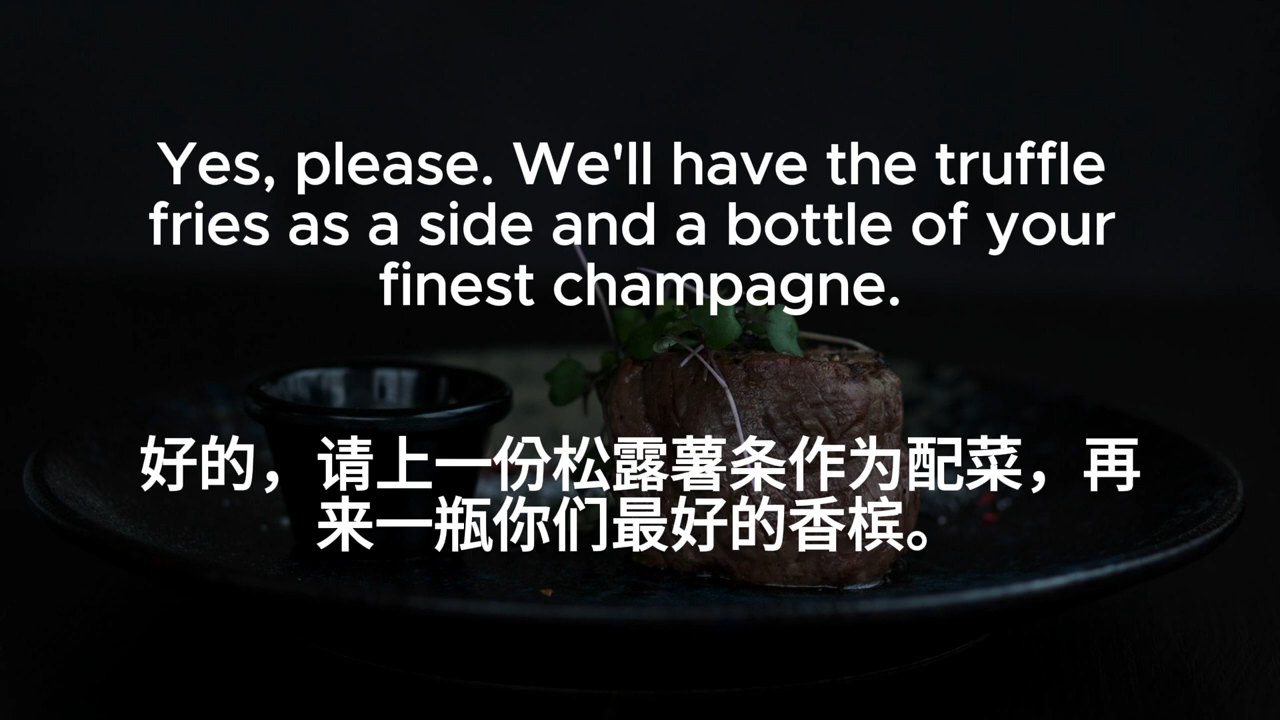 Yes, please. We'll have the truffle
fries as a side and a bottle of your
finest champagne.
好的，请上一份松露薯条作为配菜，再
来一瓶你们最好的香槟。